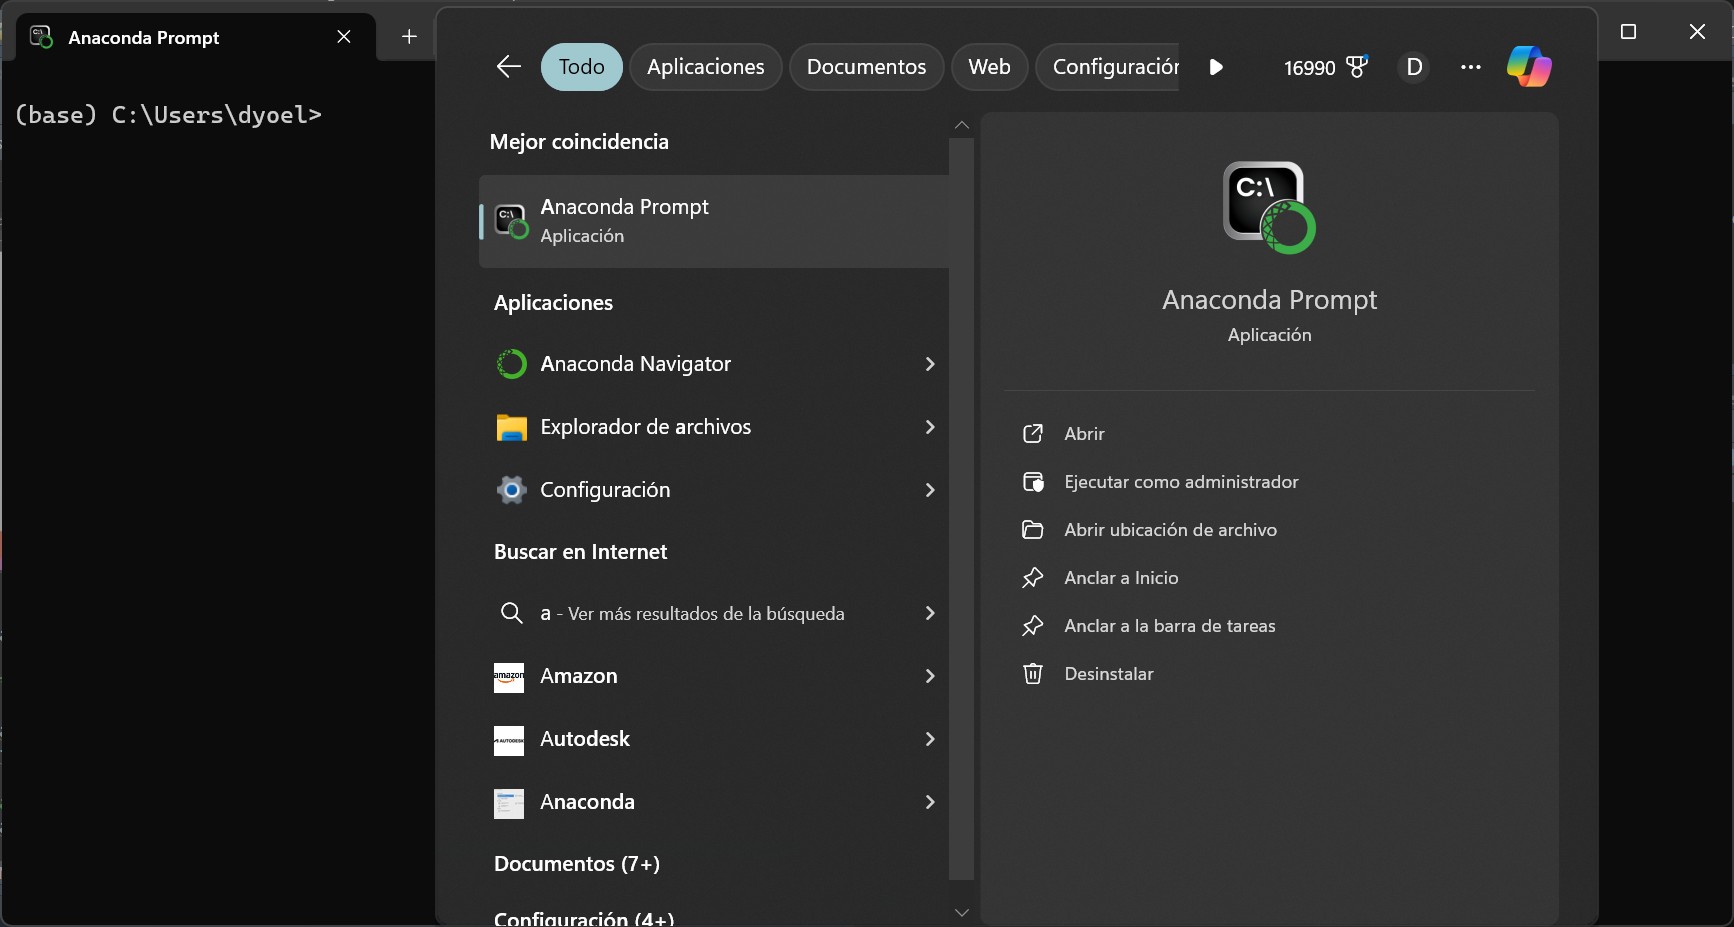 Anaconda Prompt
(base) C:\Users\dyoel>
Todo
Aplicaciones
Documentos
Web
Configuración
16990
D
Mejor coincidencia
Anaconda Prompt
Aplicación
Aplicaciones
Anaconda Navigator
Explorador de archivos
Configuración
Buscar en Internet
a - Ver más resultados de la búsqueda
amazon
Amazon
AUTODESK
Autodesk
Anaconda
Documentos (7+)
Configuración (4+)
C:\
Anaconda Prompt
Aplicación
Abrir
Ejecutar como administrador
Abrir ubicación de archivo
Anclar a Inicio
Anclar a la barra de tareas
Desinstalar